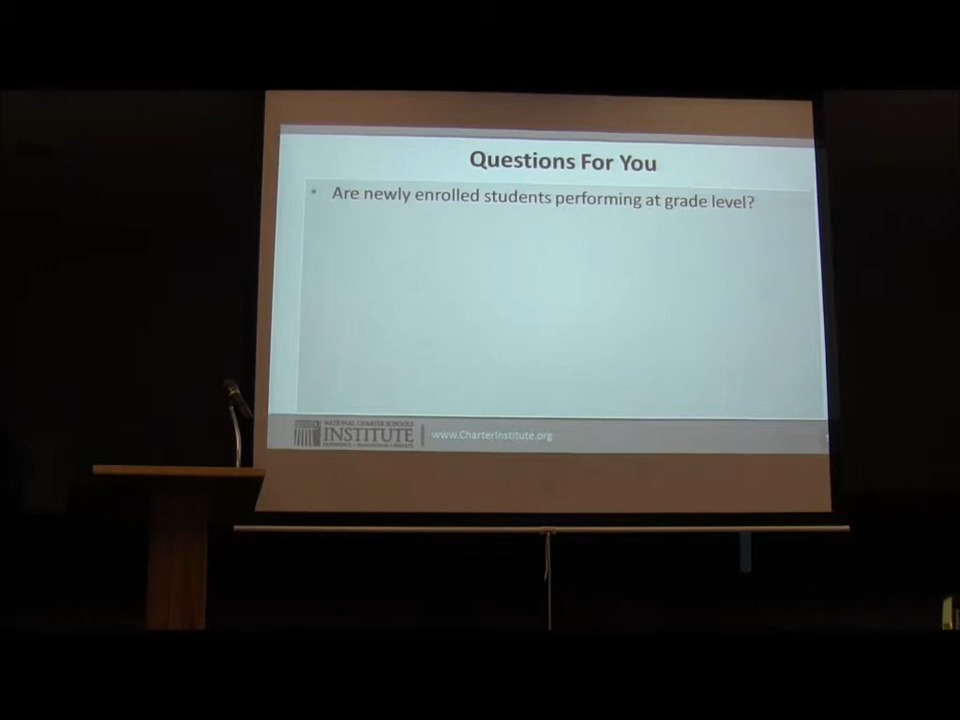 Questions For You
• Are newly enrolled students performing at grade level?
NATIONAL CHARTER SCHOOLS
INSTITUTE
www.CharterInstitute.org